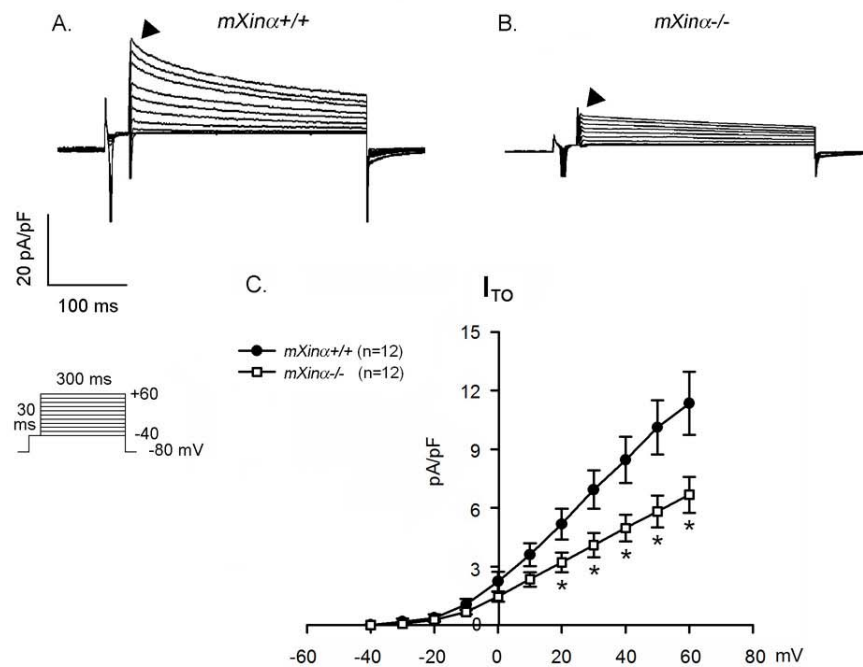 A. mXinα+/+
B. mXinα-/-
20 pA/pF
100 ms
300 ms
+60
30
ms
-40
-80 mV
C. I_TO
mXinα+/+ (n=12)
mXinα-/- (n=12)
pA/pF
15
12
9
6
3
0
* * * * *
-60 -40 -20 0 20 40 60 80 mV